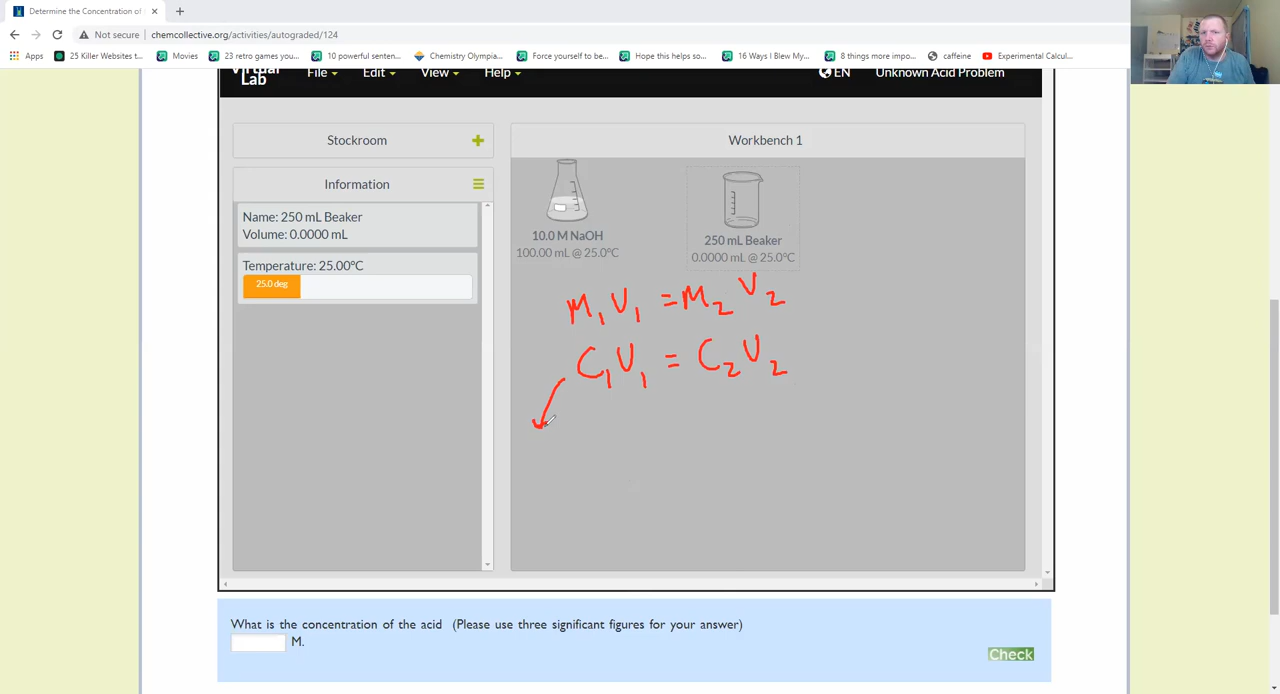 Determine the Concentration of
Not secure | chemcollective.org/activities/autograded/124
Apps 25 Killer Websites t... Movies 23 retro games you... 10 powerful senten... Chemistry Olympia... Force yourself to be... Hope this helps so... 16 Ways I Blew My... 8 things more impo... caffeine Experimental Calcul...
Virtual Lab File Edit View Help EN Unknown Acid Problem
Stockroom
Workbench 1
Information
Name: 250 mL Beaker
Volume: 0.0000 mL
Temperature: 25.00°C
25.0 deg
10.0 M NaOH
100.00 mL @ 25.0°C
250 mL Beaker
0.0000 mL @ 25.0°C
M₁V₁ = M₂V₂
C₁V₁ = C₂V₂
What is the concentration of the acid (Please use three significant figures for your answer)
M.
Check